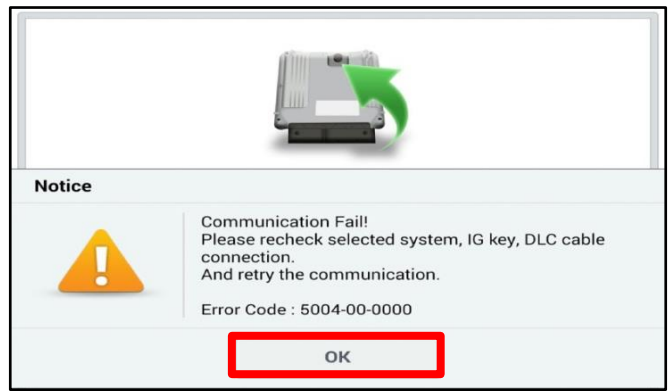 Notice
Communication Fail!
Please recheck selected system, IG key, DLC cable
connection.
And retry the communication.
Error Code : 5004-00-0000
OK